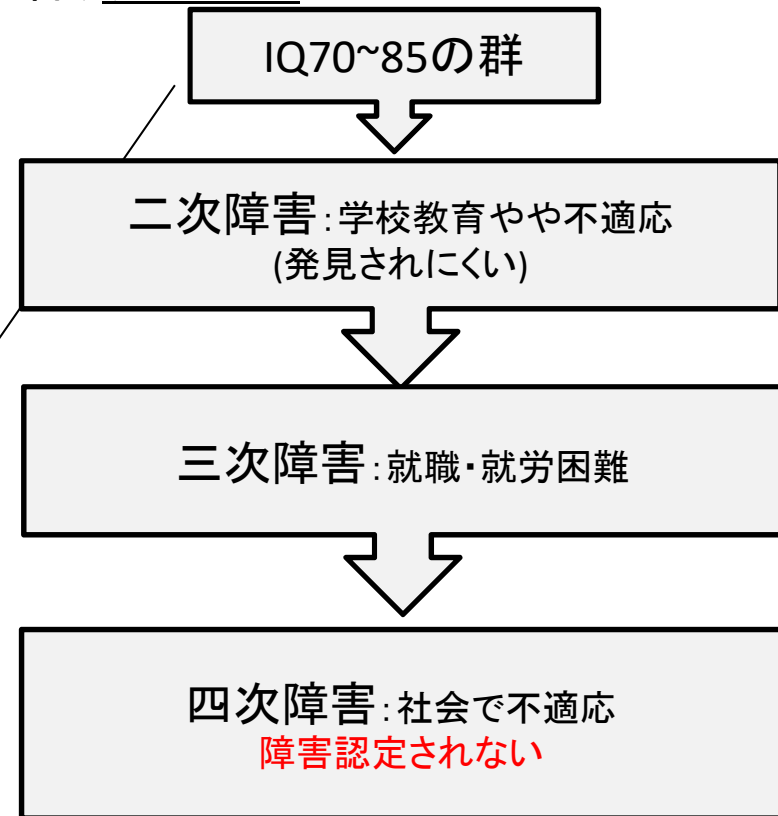 IQ70~85の群
二次障害：学校教育やや不適応
(発見されにくい)
三次障害：就職・就労困難
四次障害：社会で不適応
障害認定されない